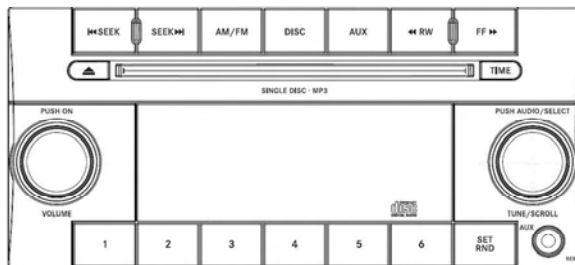 SEEK SEEK AM/FM DISC AUX RW FF
TIME
SINGLE DISC · MP3
PUSH ON PUSH AUDIO/SELECT
disc
VOLUME TUNE/SCROLL
1 2 3 4 5 6 SET RND AUX